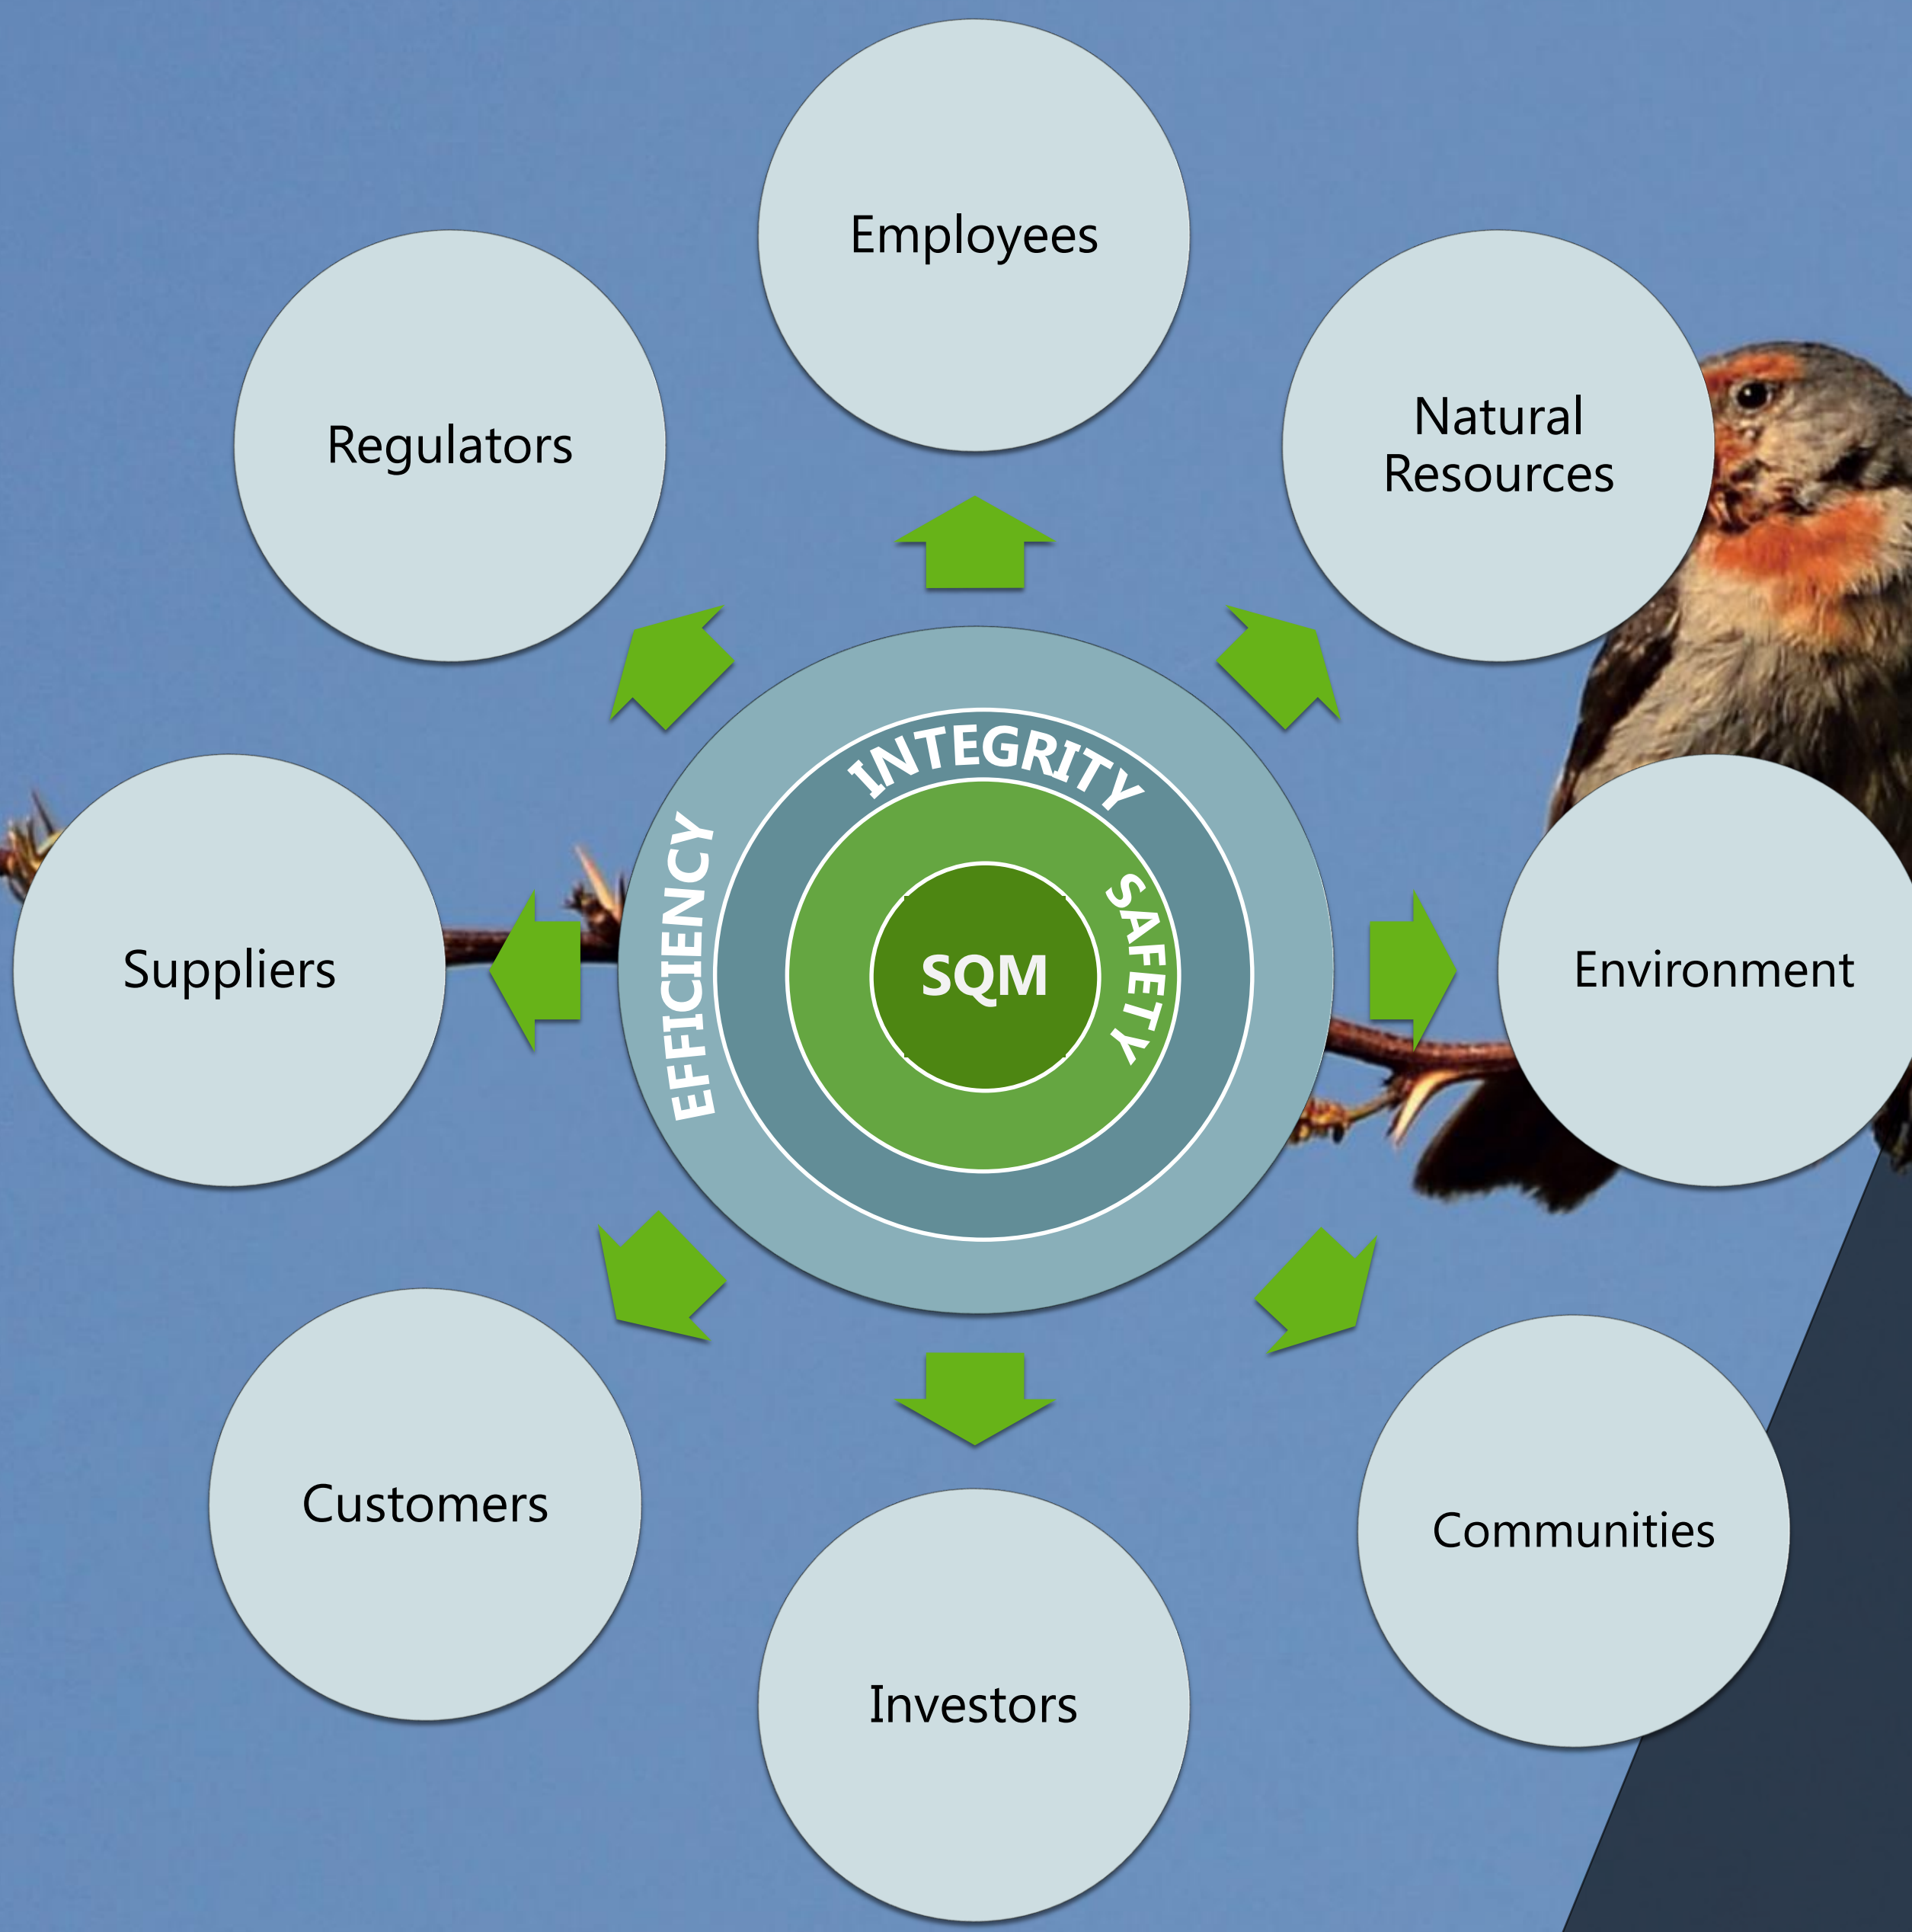 Employees
Regulators
Natural
Resources
INTEGRITY
EFFICIENCY
SAFETY
SQM
Suppliers
Environment
Customers
Communities
Investors